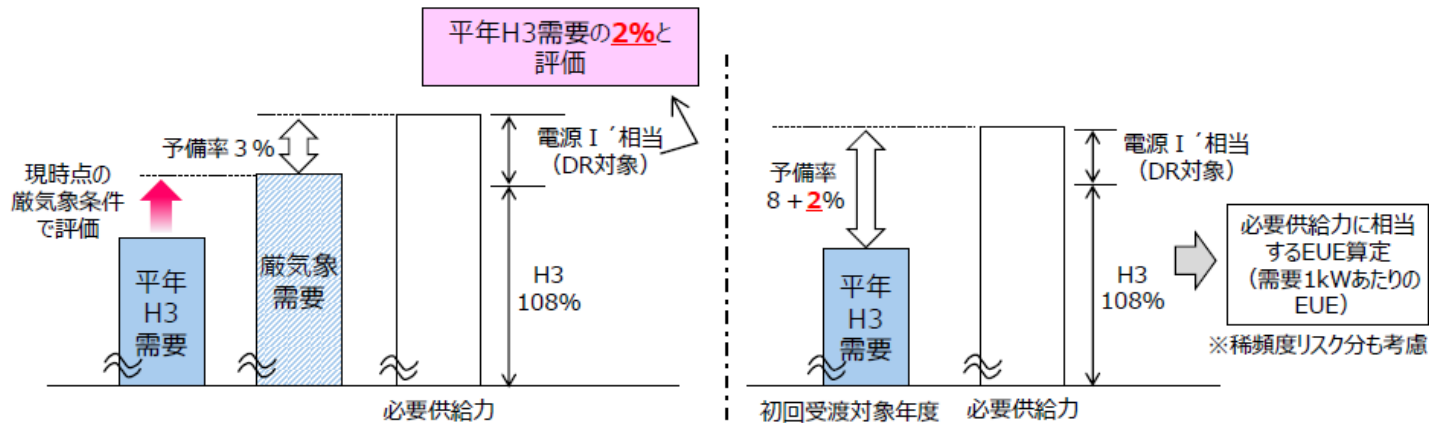 平年H3需要の2%と
評価
予備率3%
電源Ⅰ´相当
（DR対象）
現時点の
厳気象条件
で評価
平年
H3
需要
厳気象
需要
H3
108%
必要供給力
予備率
8+2%
電源Ⅰ´相当
（DR対象）
平年
H3
需要
H3
108%
必要供給力に相当
するEUE算定
（需要1kWあたりの
EUE）
※稀頻度リスク分も考慮
初回受渡対象年度
必要供給力